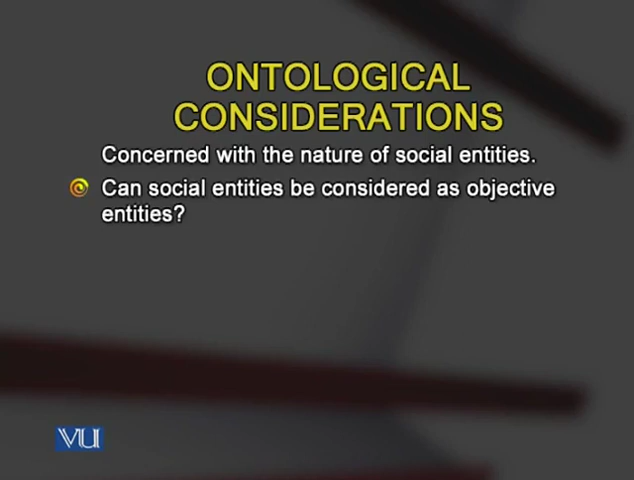 ONTOLOGICAL
CONSIDERATIONS
Concerned with the nature of social entities.
Can social entities be considered as objective
entities?
VU